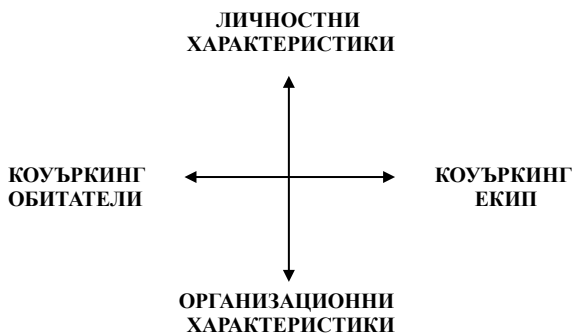 ЛИЧНОСТНИ
ХАРАКТЕРИСТИКИ
КОУЪРКИНГ
ОБИТАТЕЛИ
КОУЪРКИНГ
ЕКИП
ОРГАНИЗАЦИОННИ
ХАРАКТЕРИСТИКИ